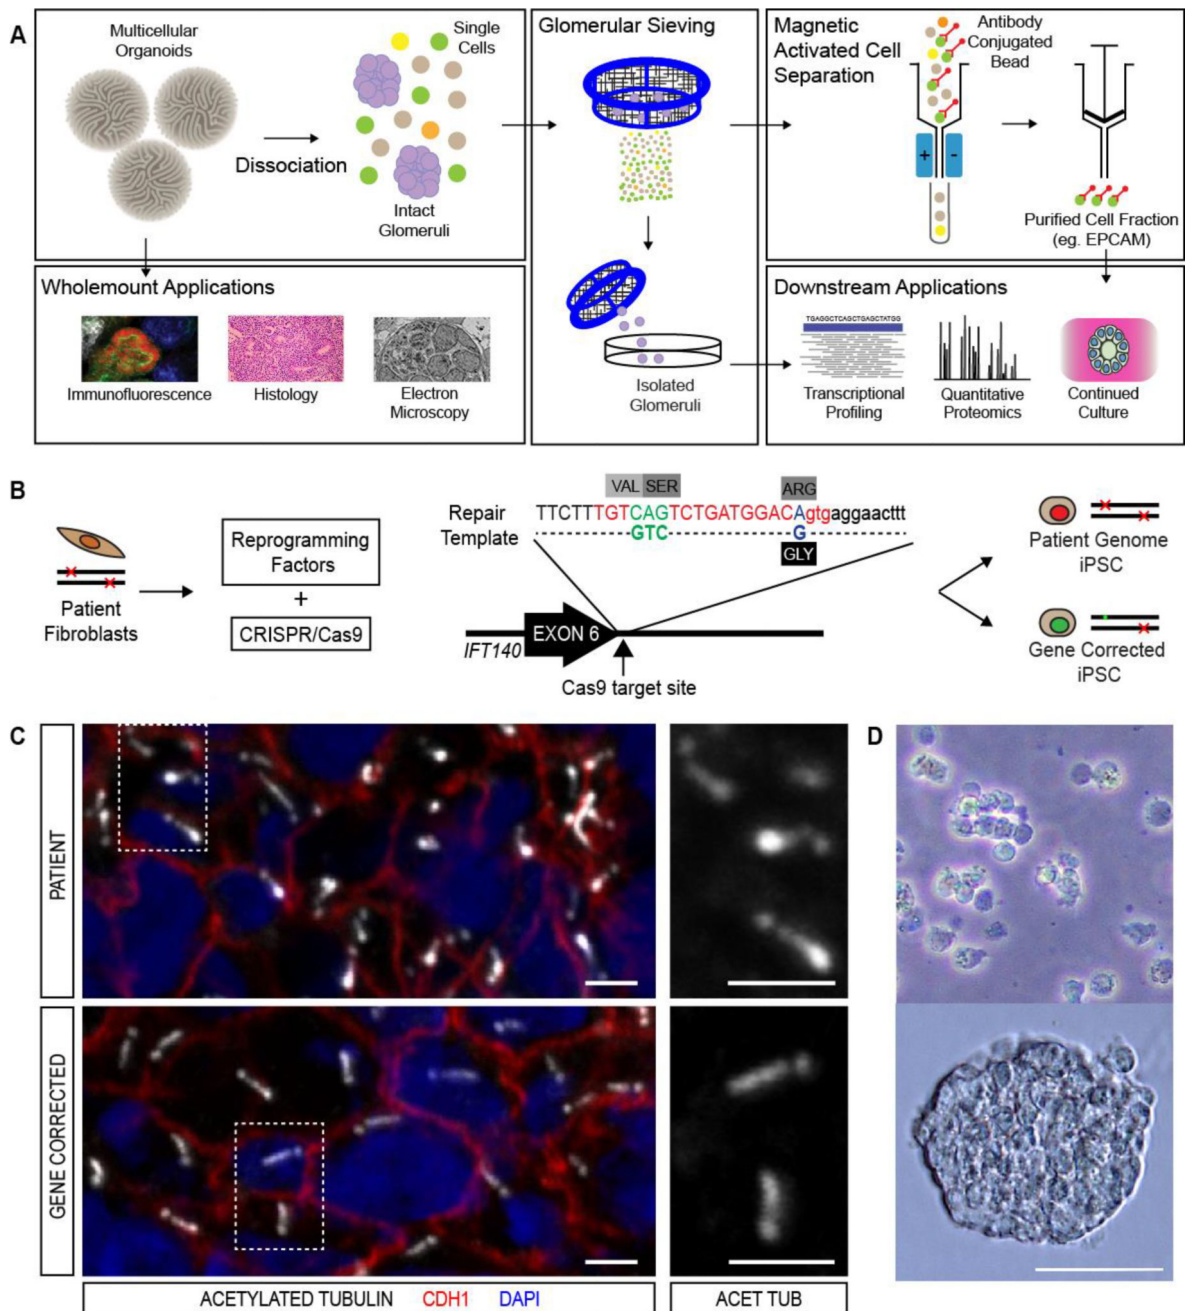 A
Multicellular
Organoids
Single
Cells
Dissociation
Intact
Glomeruli
Glomerular Sieving
Isolated
Glomeruli
Magnetic
Activated Cell
Separation
Antibody
Conjugated
Bead
+ -
Purified Cell Fraction
(eg. EPCAM)
Wholemount Applications
Immunofluorescence
Histology
Electron
Microscopy
Downstream Applications
TGAGGCTCAGCTGAGCTATGG
Transcriptional
Profiling
Quantitative
Proteomics
Continued
Culture
B
Patient
Fibroblasts
Reprogramming
Factors
+
CRISPR/Cas9
VAL SER ARG
Repair
Template
TTCTTTGTCAGTCTGATGGACAgtgaggaacttt
GTC G
GLY
IFT140
EXON 6
Cas9 target site
Patient Genome
iPSC
Gene Corrected
iPSC
C
PATIENT
GENE CORRECTED
ACETYLATED TUBULIN CDH1 DAPI
ACET TUB
D